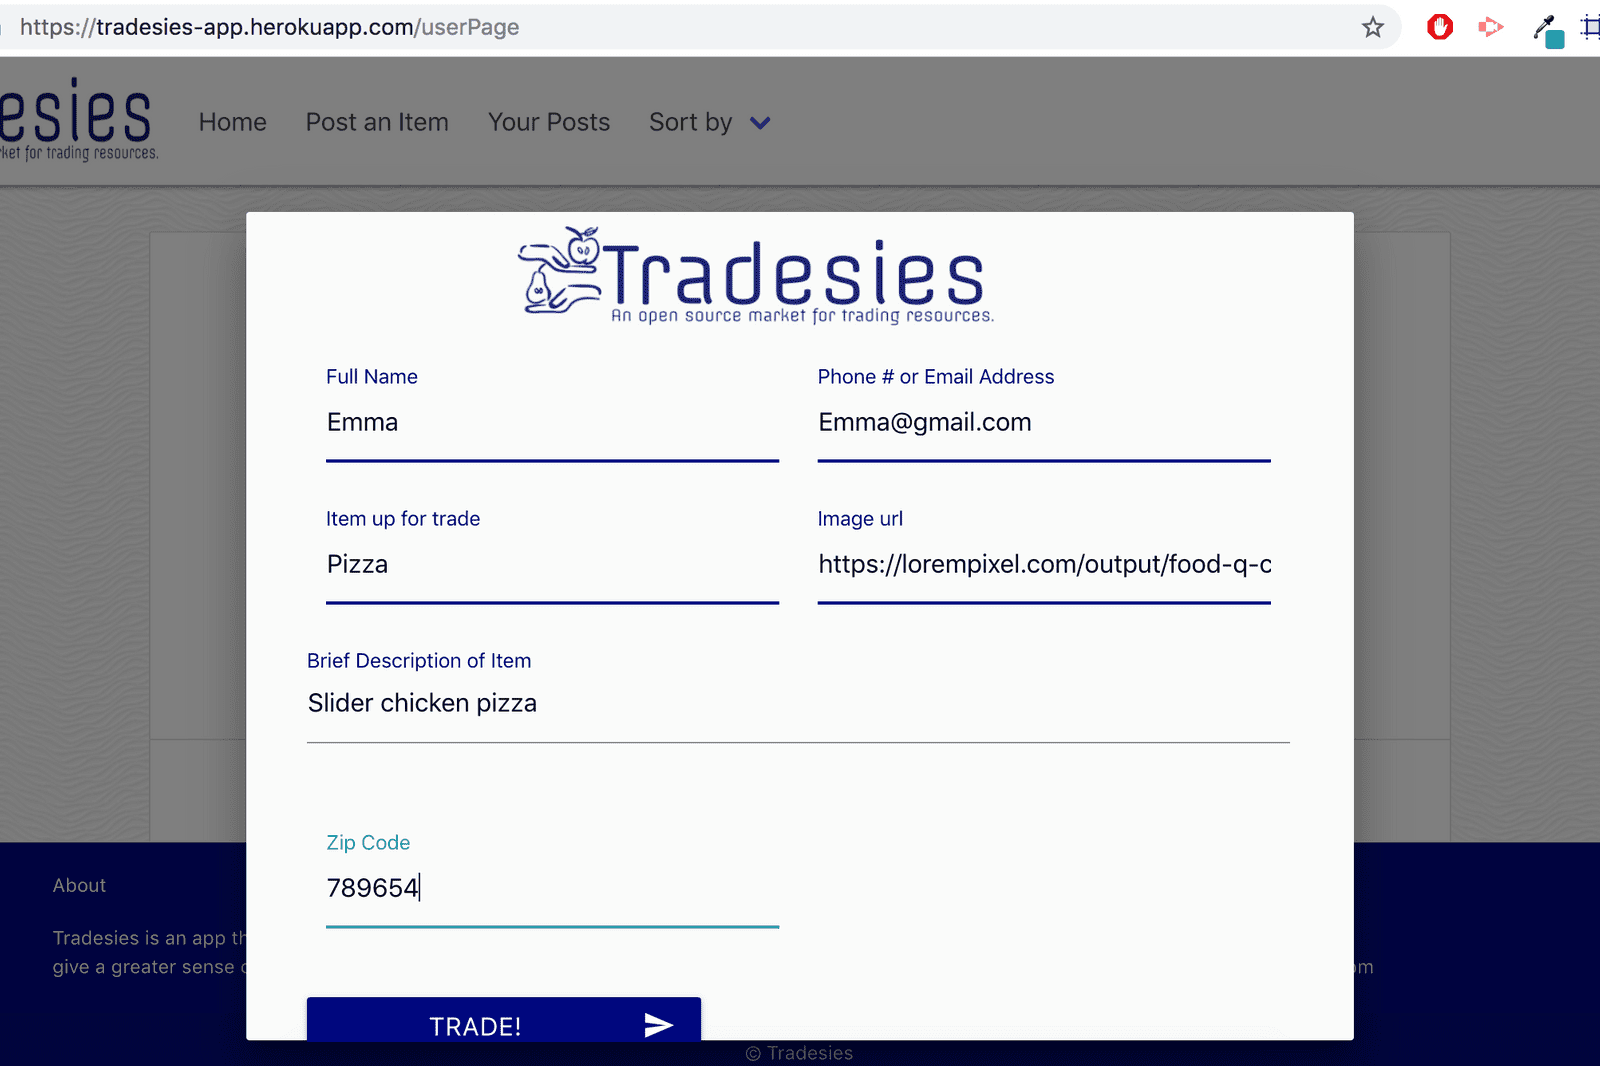 https://tradesies-app.herokuapp.com/userPage
esies
ket for trading resources.
Home Post an Item Your Posts Sort by
Tradesies
An open source market for trading resources.
Full Name Phone # or Email Address
Emma Emma@gmail.com
Item up for trade Image url
Pizza https://lorempixel.com/output/food-q-c
Brief Description of Item
Slider chicken pizza
Zip Code
789654
TRADE!
About
Tradesies is an app th
give a greater sense om
© Tradesies